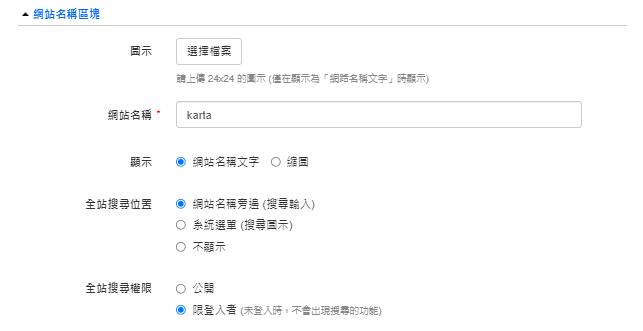 網站名稱區塊
圖示 選擇檔案
請上傳 24x24 的圖示 (僅在顯示為「網路名稱文字」時顯示)
網站名稱 * karta
顯示 網站名稱文字 縮圖
全站搜尋位置 網站名稱旁邊 (搜尋輸入)
系統選單 (搜尋圖示)
不顯示
全站搜尋權限 公開
限登入者 (未登入時，不會出現搜尋的功能)